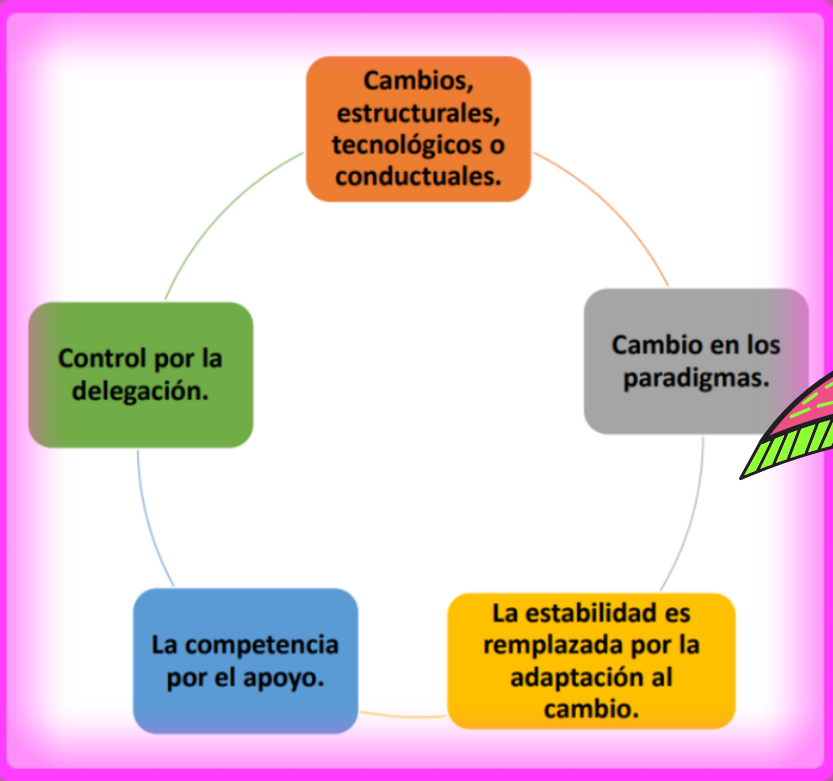 Cambios,
estructurales,
tecnológicos o
conductuales.
Cambio en los
paradigmas.
La estabilidad es
remplazada por la
adaptación al
cambio.
La competencia
por el apoyo.
Control por la
delegación.